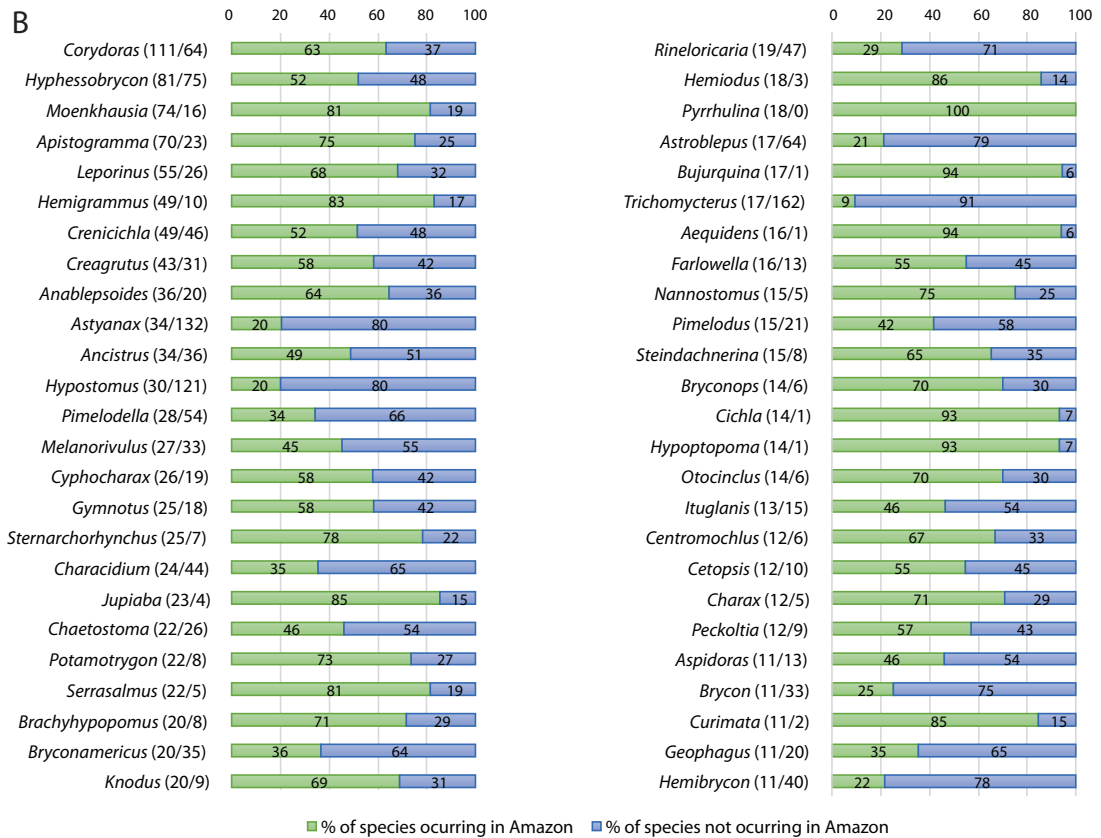 B
0 20 40 60 80 100
Corydoras (111/64) 63 37
Hyphessobrycon (81/75) 52 48
Moenkhausia (74/16) 81 19
Apistogramma (70/23) 75 25
Leporinus (55/26) 68 32
Hemigrammus (49/10) 83 17
Crenicichla (49/46) 52 48
Creagrutus (43/31) 58 42
Anablepsoides (36/20) 64 36
Astyanax (34/132) 20 80
Ancistrus (34/36) 49 51
Hypostomus (30/121) 20 80
Pimelodella (28/54) 34 66
Melanorivulus (27/33) 45 55
Cyphocharax (26/19) 58 42
Gymnotus (25/18) 58 42
Sternarchorhynchus (25/7) 78 22
Characidium (24/44) 35 65
Jupiaba (23/4) 85 15
Chaetostoma (22/26) 46 54
Potamotrygon (22/8) 73 27
Serrasalmus (22/5) 81 19
Brachyhypopomus (20/8) 71 29
Bryconamericus (20/35) 36 64
Knodus (20/9) 69 31
0 20 40 60 80 100
Rineloricaria (19/47) 29 71
Hemiodus (18/3) 86 14
Pyrrhulina (18/0) 100
Astroblepus (17/64) 21 79
Bujurquina (17/1) 94 6
Trichomycterus (17/162) 9 91
Aequidens (16/1) 94 6
Farlowella (16/13) 55 45
Nannostomus (15/5) 75 25
Pimelodus (15/21) 42 58
Steindachnerina (15/8) 65 35
Bryconops (14/6) 70 30
Cichla (14/1) 93 7
Hypoptopoma (14/1) 93 7
Otocinclus (14/6) 70 30
Ituglanis (13/15) 46 54
Centromochlus (12/6) 67 33
Cetopsis (12/10) 55 45
Charax (12/5) 71 29
Peckoltia (12/9) 57 43
Aspidoras (11/13) 46 54
Brycon (11/33) 25 75
Curimata (11/2) 85 15
Geophagus (11/20) 35 65
Hemibrycon (11/40) 22 78
% of species ocurring in Amazon % of species not ocurring in Amazon